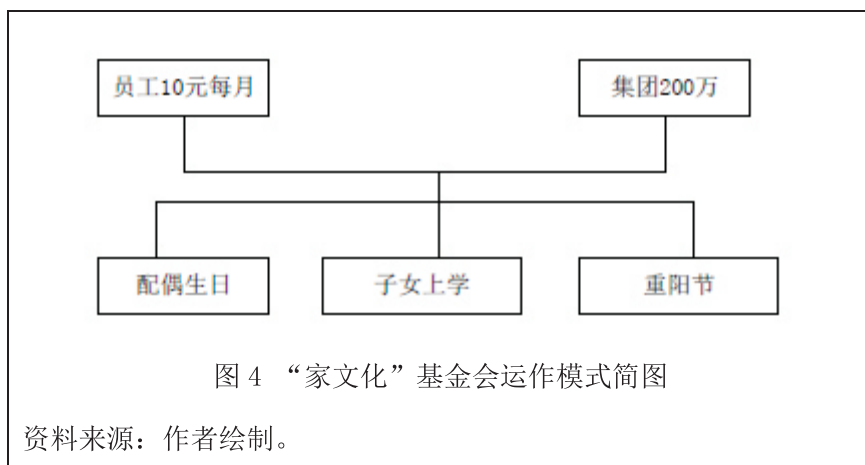 员工10元每月
集团200万
配偶生日
子女上学
重阳节
图 4 “家文化”基金会运作模式简图
资料来源：作者绘制。